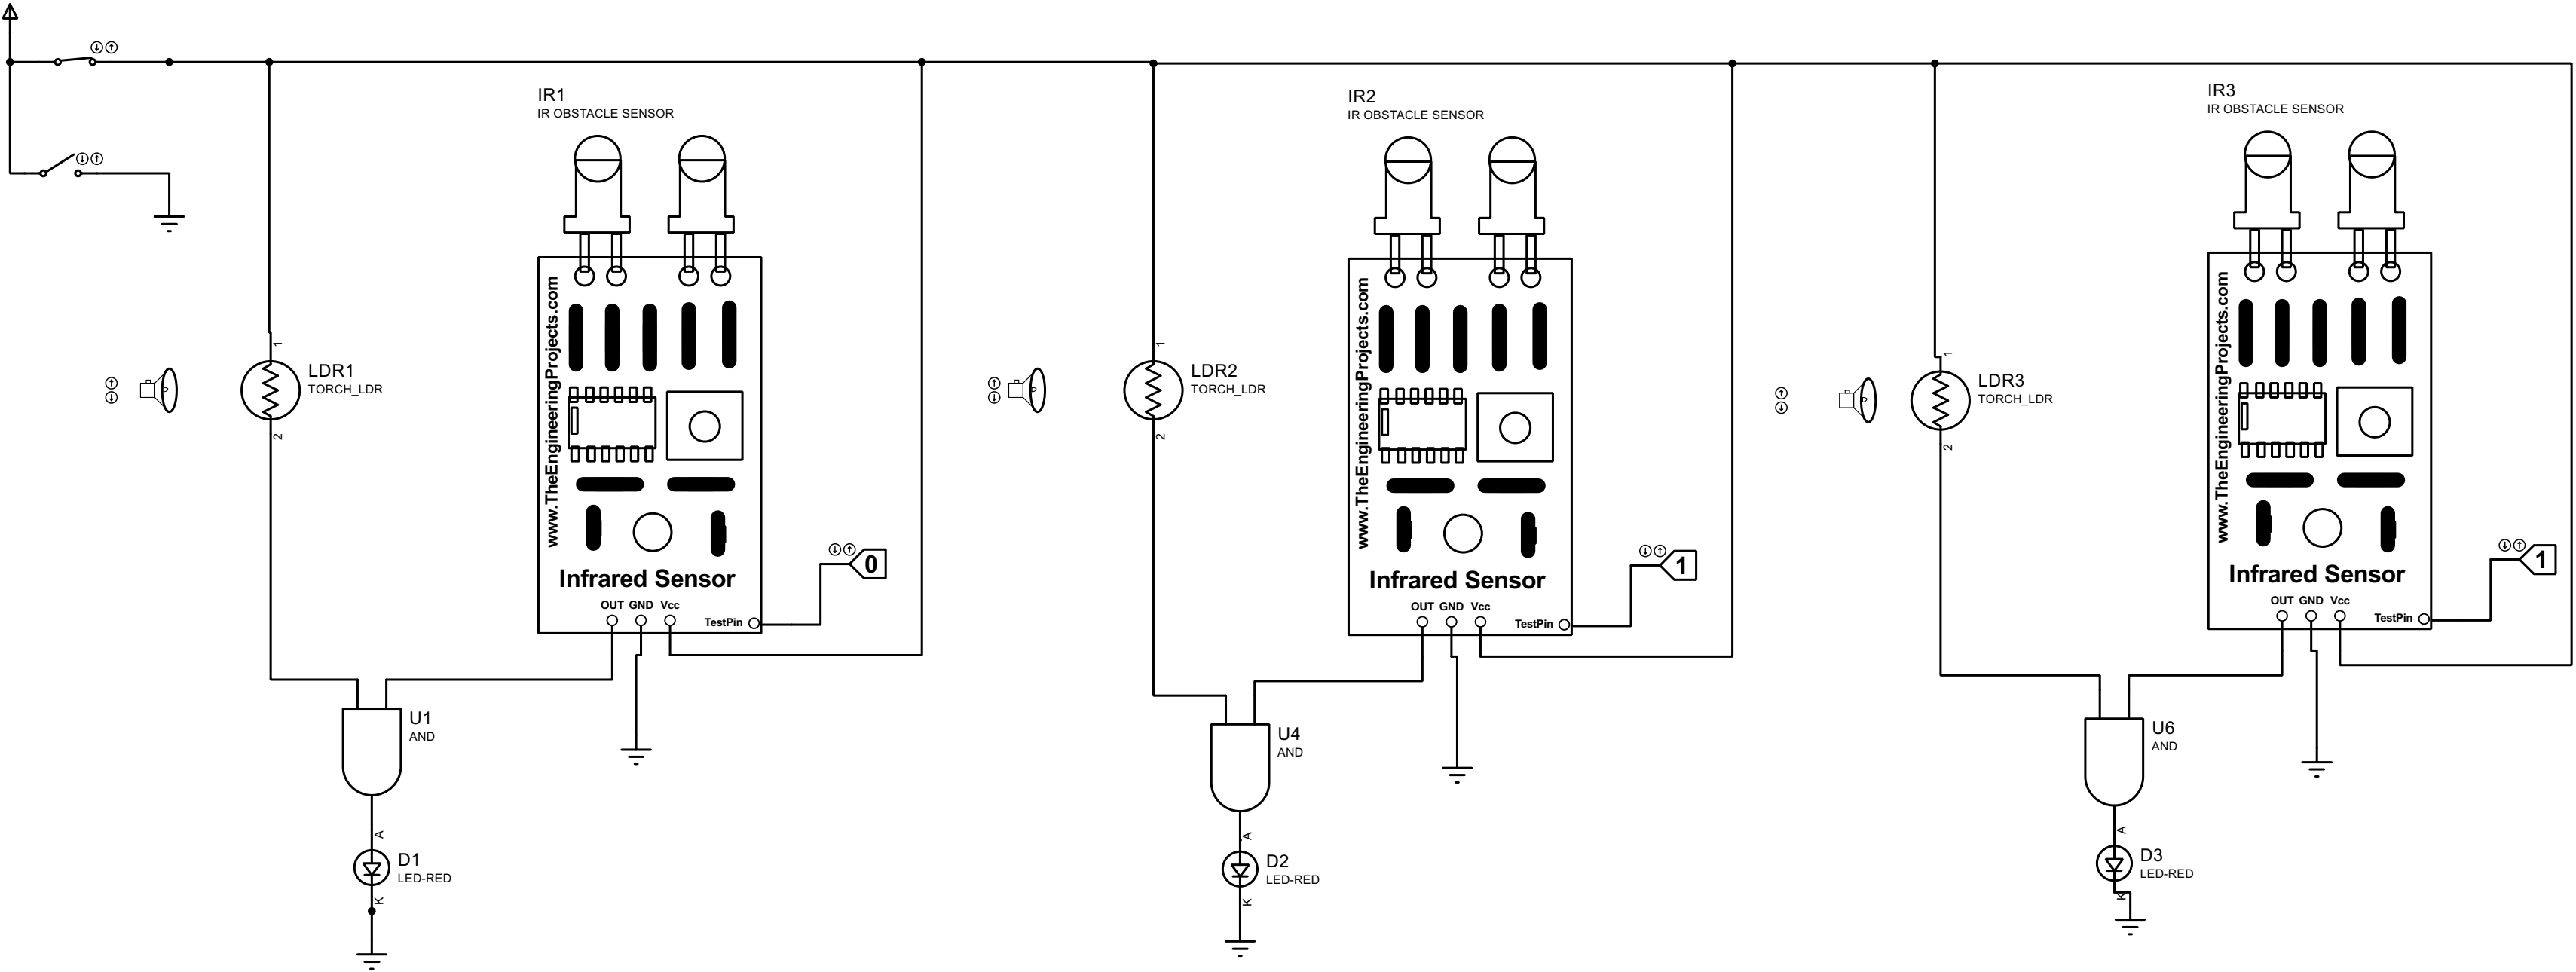 IR1
IR OBSTACLE SENSOR
www.TheEngineeringProjects.com
Infrared Sensor
OUT GND Vcc
TestPin
0
1
LDR1
TORCH_LDR
2
U1
AND
A
D1
LED-RED
K
IR2
IR OBSTACLE SENSOR
www.TheEngineeringProjects.com
Infrared Sensor
OUT GND Vcc
TestPin
1
1
LDR2
TORCH_LDR
2
U4
AND
A
D2
LED-RED
K
IR3
IR OBSTACLE SENSOR
www.TheEngineeringProjects.com
Infrared Sensor
OUT GND Vcc
TestPin
1
1
LDR3
TORCH_LDR
2
U6
AND
A
D3
LED-RED
K